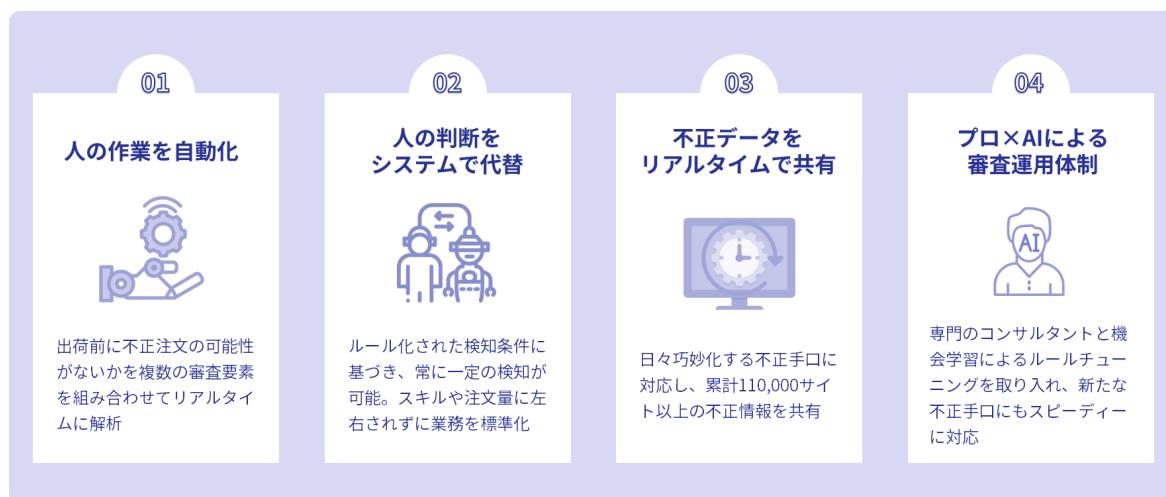 01
人の作業を自動化
出荷前に不正注文の可能性
がないかを複数の審査要素
を組み合わせてリアルタイ
ムに解析
02
人の判断を
システムで代替
ルール化された検知条件に
基づき、常に一定の検知が
可能。スキルや注文量に左
右されずに業務を標準化
03
不正データを
リアルタイムで共有
日々巧妙化する不正手口に
対応し、累計110,000サイ
ト以上の不正情報を共有
04
プロ×AIによる
審査運用体制
AI
専門のコンサルタントと機
会学習によるルールチュー
ニングを取り入れ、新たな
不正手口にもスピーディー
に対応